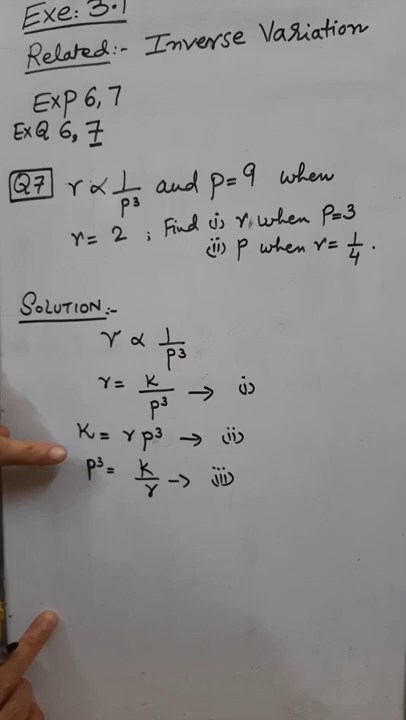 Exe: 3.1
Related:- Inverse Variation
Exp 6, 7
Ex Q 6, 7
Q7 r ∝ 1/p³ and p = 9 when
r = 2 ; Find (i) r, when P=3
(ii) p when r = 1/4 .
SOLUTION:-
r ∝ 1/p³
r = K/p³ → (i)
K = r p³ → (ii)
p³ = K/r → (iii)